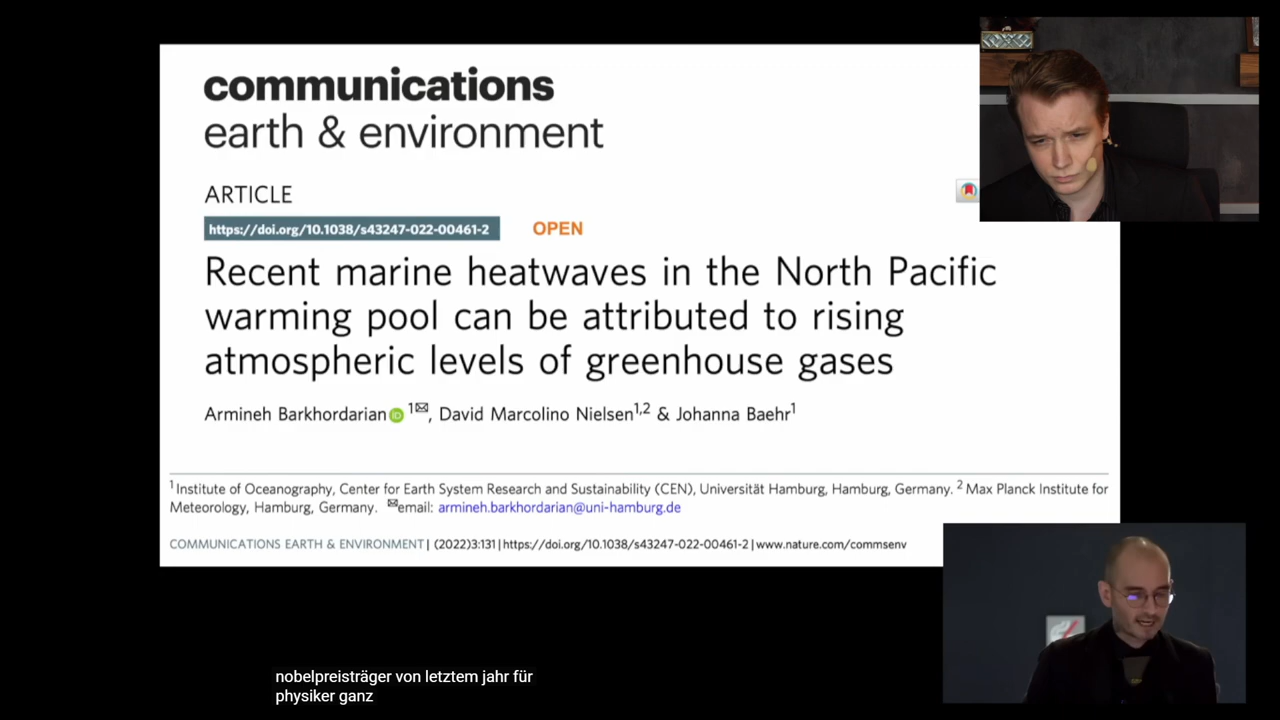 communications
earth & environment
ARTICLE
https://doi.org/10.1038/s43247-022-00461-2 OPEN
Recent marine heatwaves in the North Pacific
warming pool can be attributed to rising
atmospheric levels of greenhouse gases
Armineh Barkhordarian iD 1✉, David Marcolino Nielsen1,2 & Johanna Baehr1
1 Institute of Oceanography, Center for Earth System Research and Sustainability (CEN), Universität Hamburg, Hamburg, Germany. 2 Max Planck Institute for
Meteorology, Hamburg, Germany. ✉email: armineh.barkhordarian@uni-hamburg.de
COMMUNICATIONS EARTH & ENVIRONMENT | (2022)3:131 | https://doi.org/10.1038/s43247-022-00461-2 | www.nature.com/commsenv
nobelpreisträger von letztem jahr für
physiker ganz